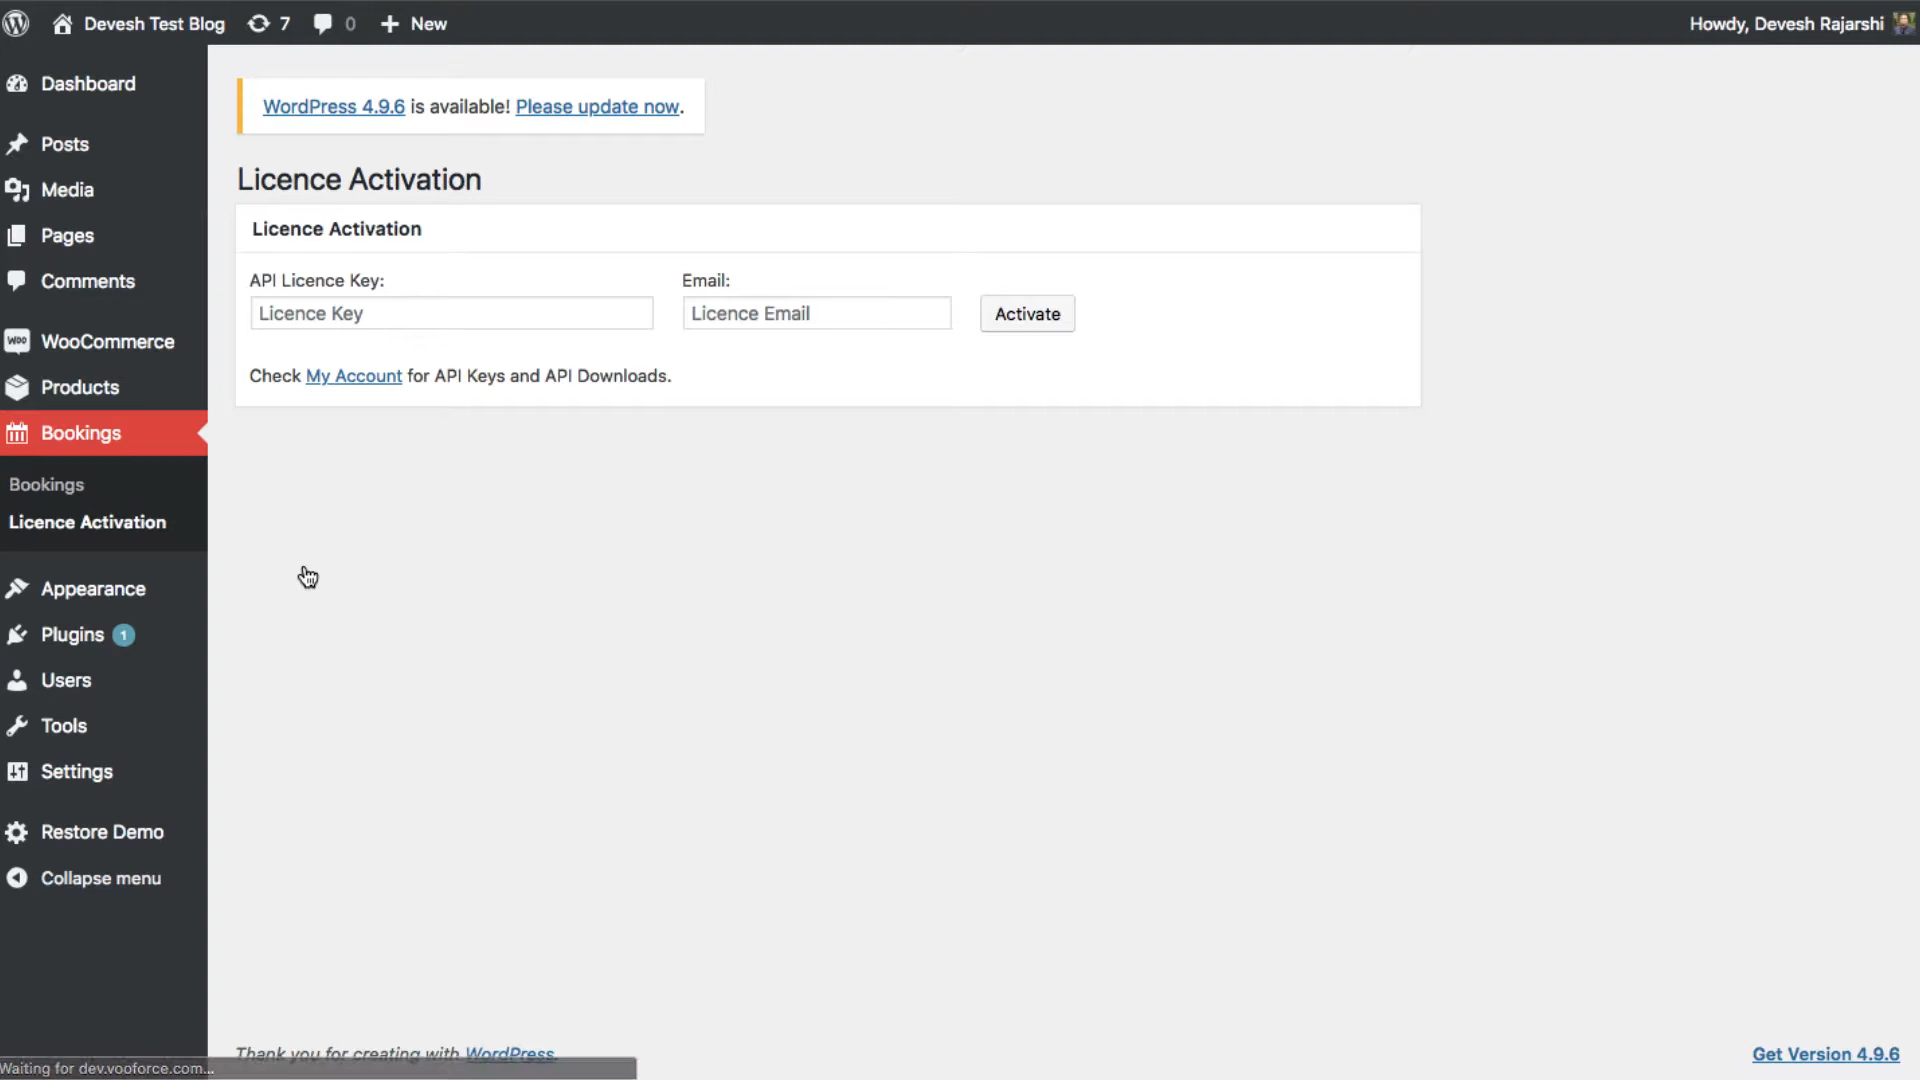 Devesh Test Blog 7 0 New Howdy, Devesh Rajarshi
Dashboard
Posts
Media
Pages
Comments
WOO WooCommerce
Products
Bookings
Bookings
Licence Activation
Appearance
Plugins 1
Users
Tools
Settings
Restore Demo
Collapse menu
WordPress 4.9.6 is available! Please update now.
Licence Activation
Licence Activation
API Licence Key: Email:
Licence Key Licence Email Activate
Check My Account for API Keys and API Downloads.
Thank you for creating with WordPress. Get Version 4.9.6
Waiting for dev.vooforce.com...